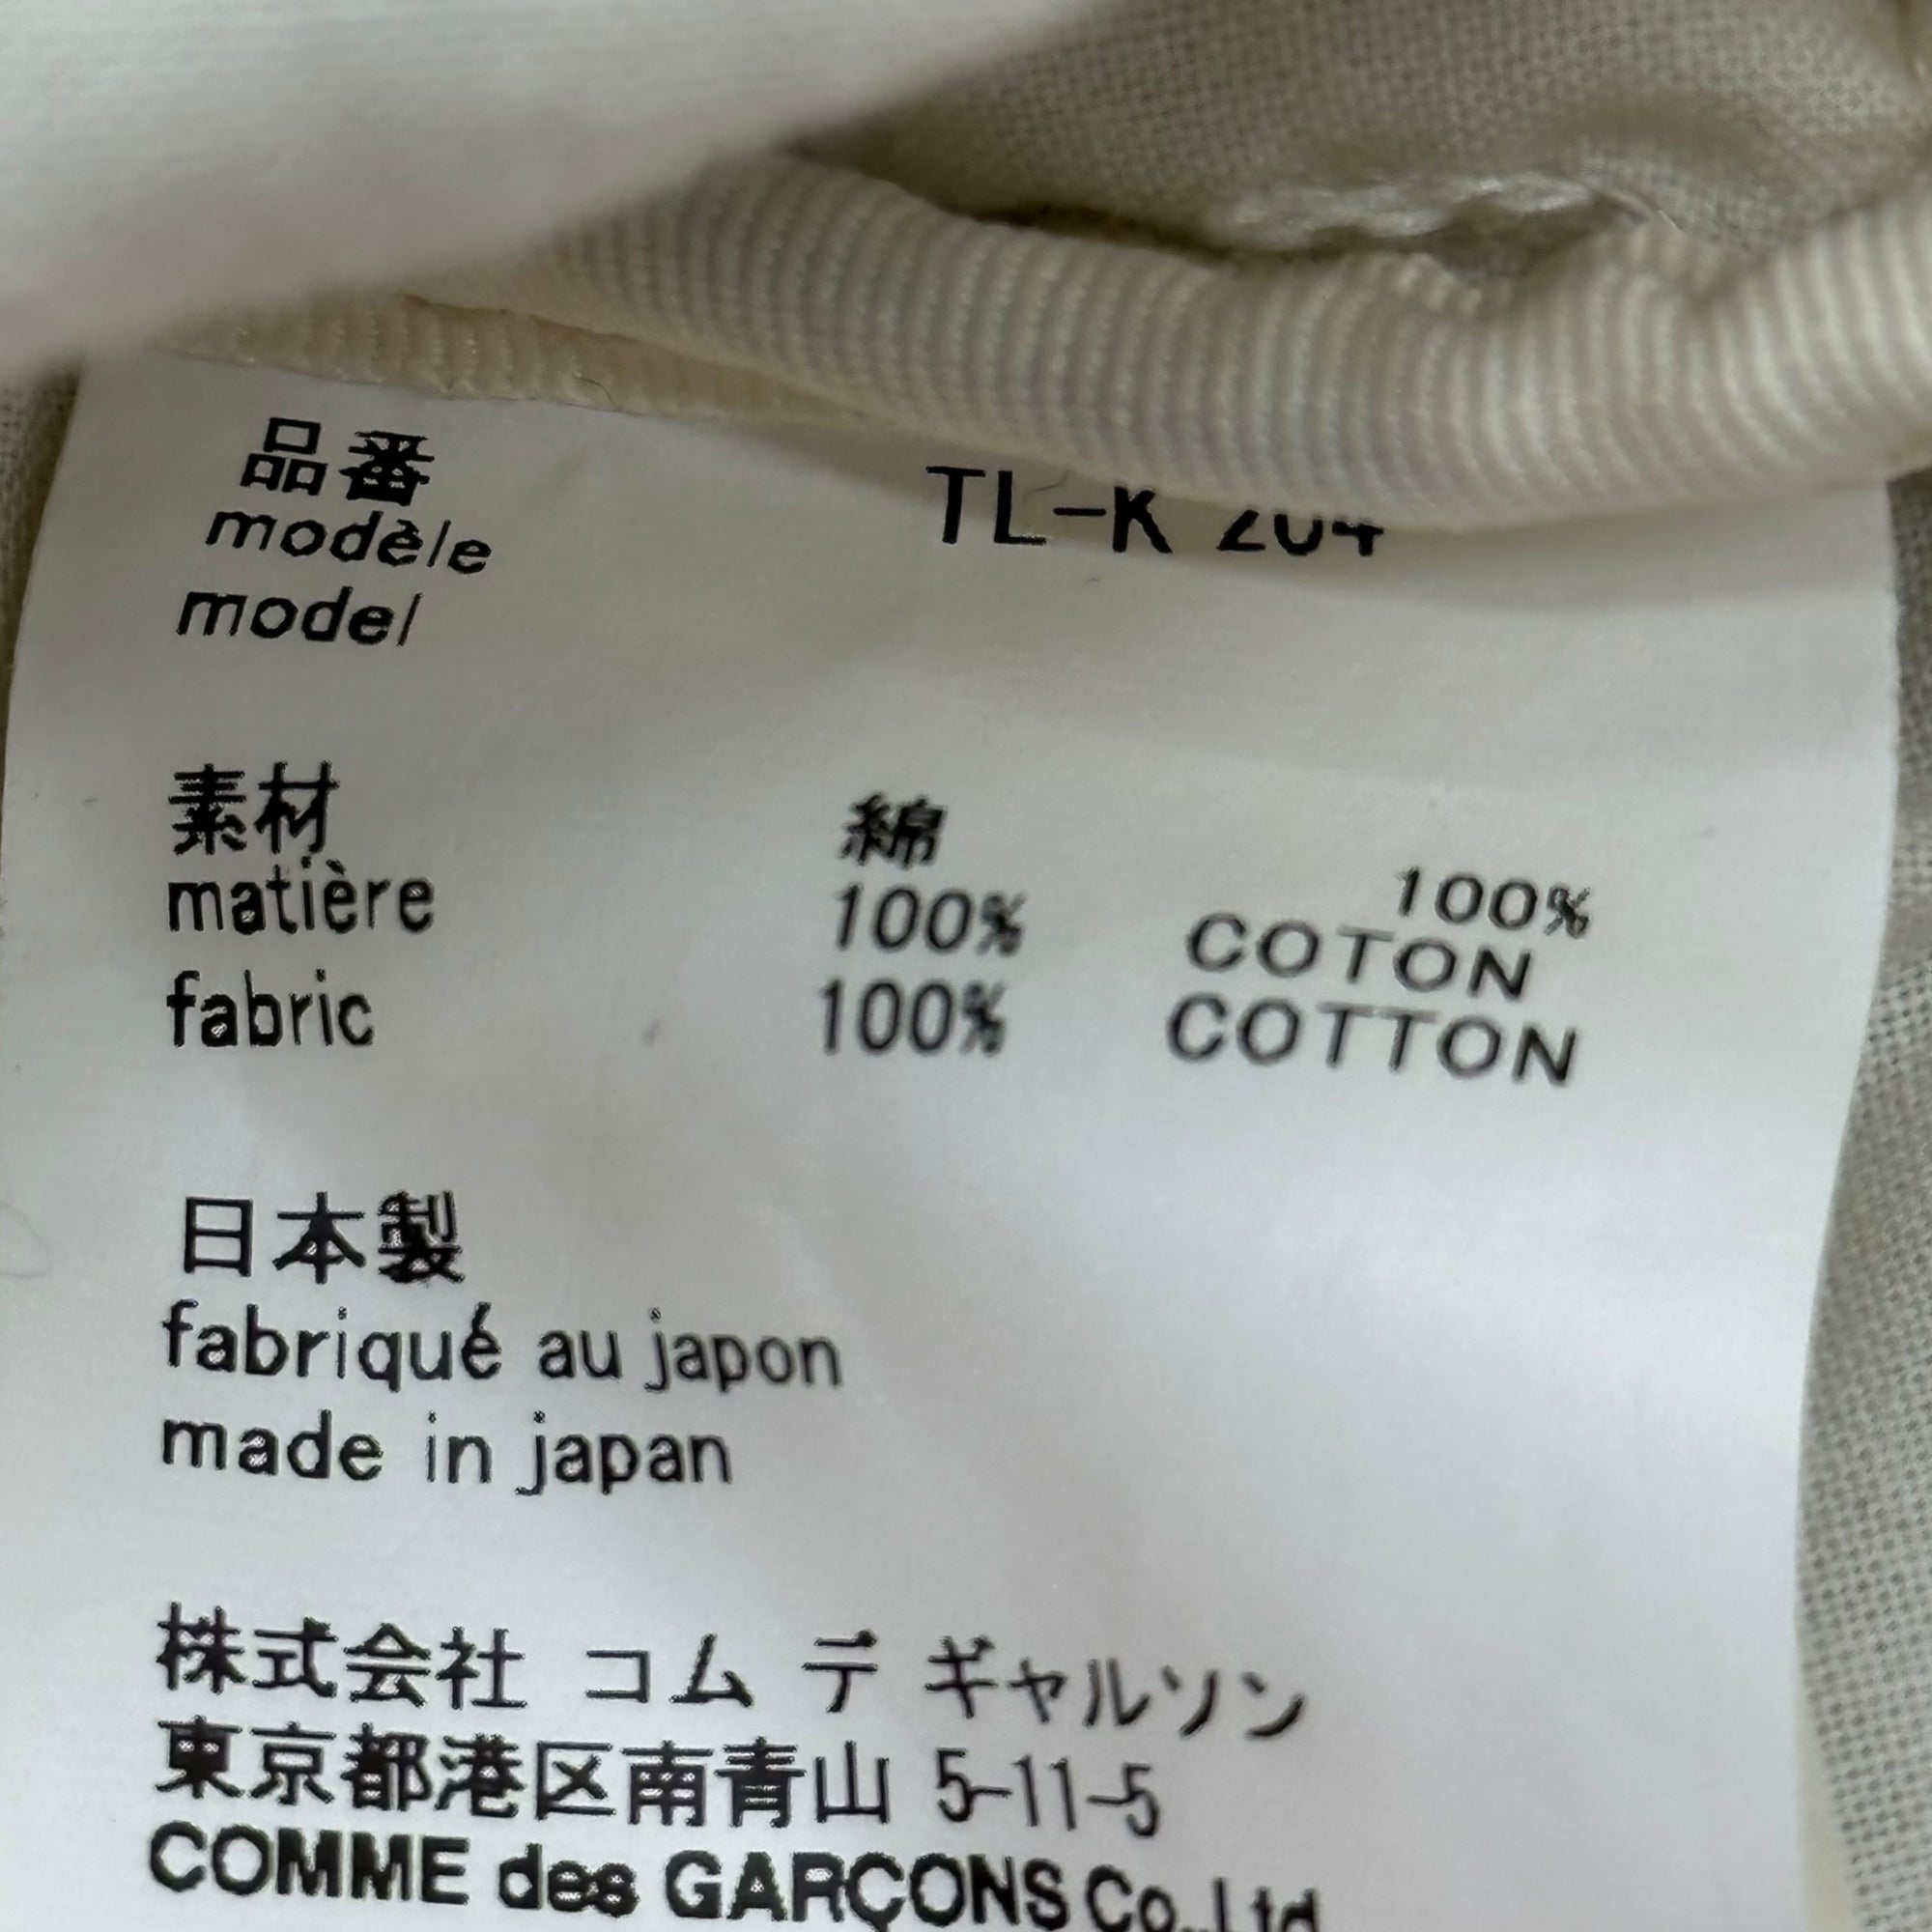 品番 TL-K 204
modèle
model
素材 綿 100%
matière 100% COTON
fabric 100% COTTON
日本製
fabriqué au japon
made in japan
株式会社 コム デ ギャルソン
東京都港区南青山 5-11-5
COMME des GARÇONS Co.,Ltd